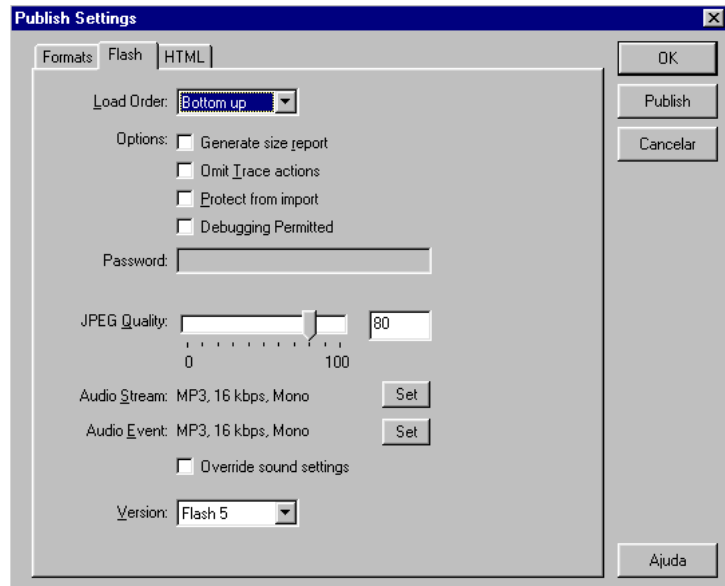 Publish Settings
Formats Flash HTML
OK
Publish
Cancelar
Load Order: Bottom up
Options: Generate size report
Omit Trace actions
Protect from import
Debugging Permitted
Password:
JPEG Quality: 80
0 100
Audio Stream: MP3, 16 kbps, Mono Set
Audio Event: MP3, 16 kbps, Mono Set
Override sound settings
Version: Flash 5
Ajuda